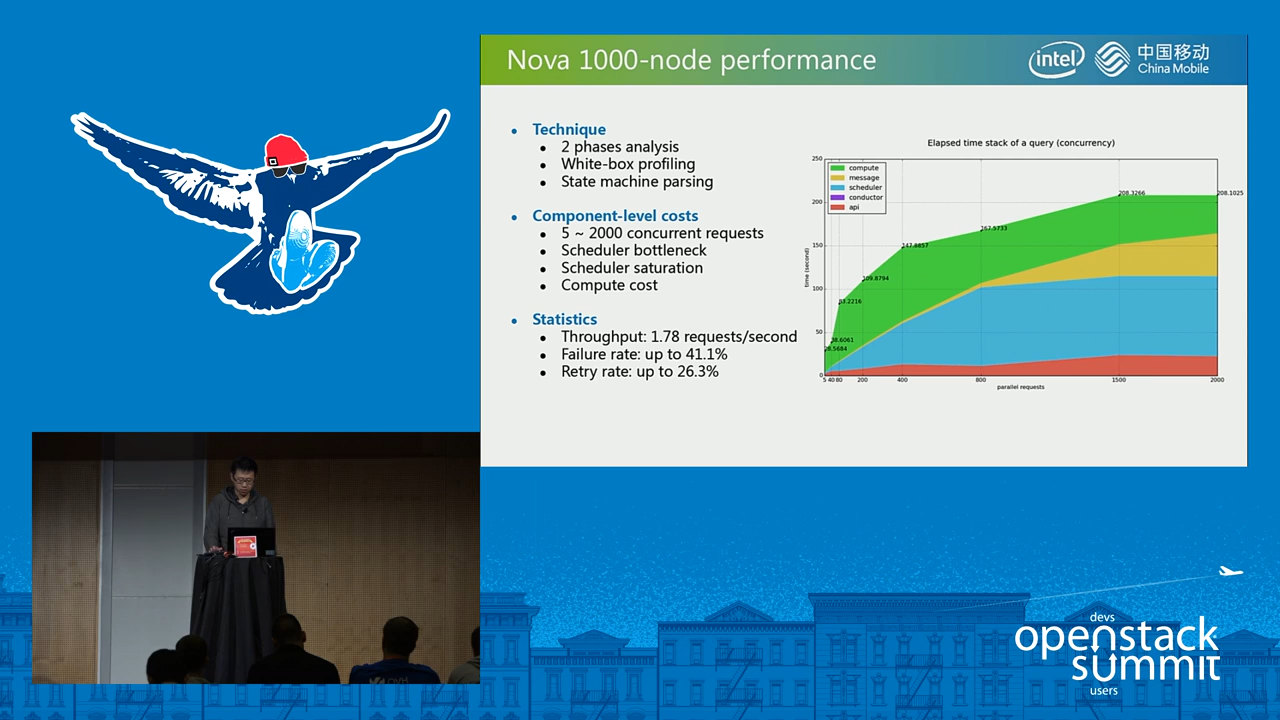 Nova 1000-node performance
intel
中国移动
China Mobile
Technique
2 phases analysis
White-box profiling
State machine parsing
Component-level costs
5 ~ 2000 concurrent requests
Scheduler bottleneck
Scheduler saturation
Compute cost
Statistics
Throughput: 1.78 requests/second
Failure rate: up to 41.1%
Retry rate: up to 26.3%
Elapsed time stack of a query (concurrency)
compute
message
scheduler
conductor
api
time (second)
250
200
150
100
50
0
208.3266
208.1025
167.5733
147.8857
109.8794
83.2216
38.6061
28.5684
5 40 80 200 400 800 1500 2000
parallel requests
devs
openstack
summit
users